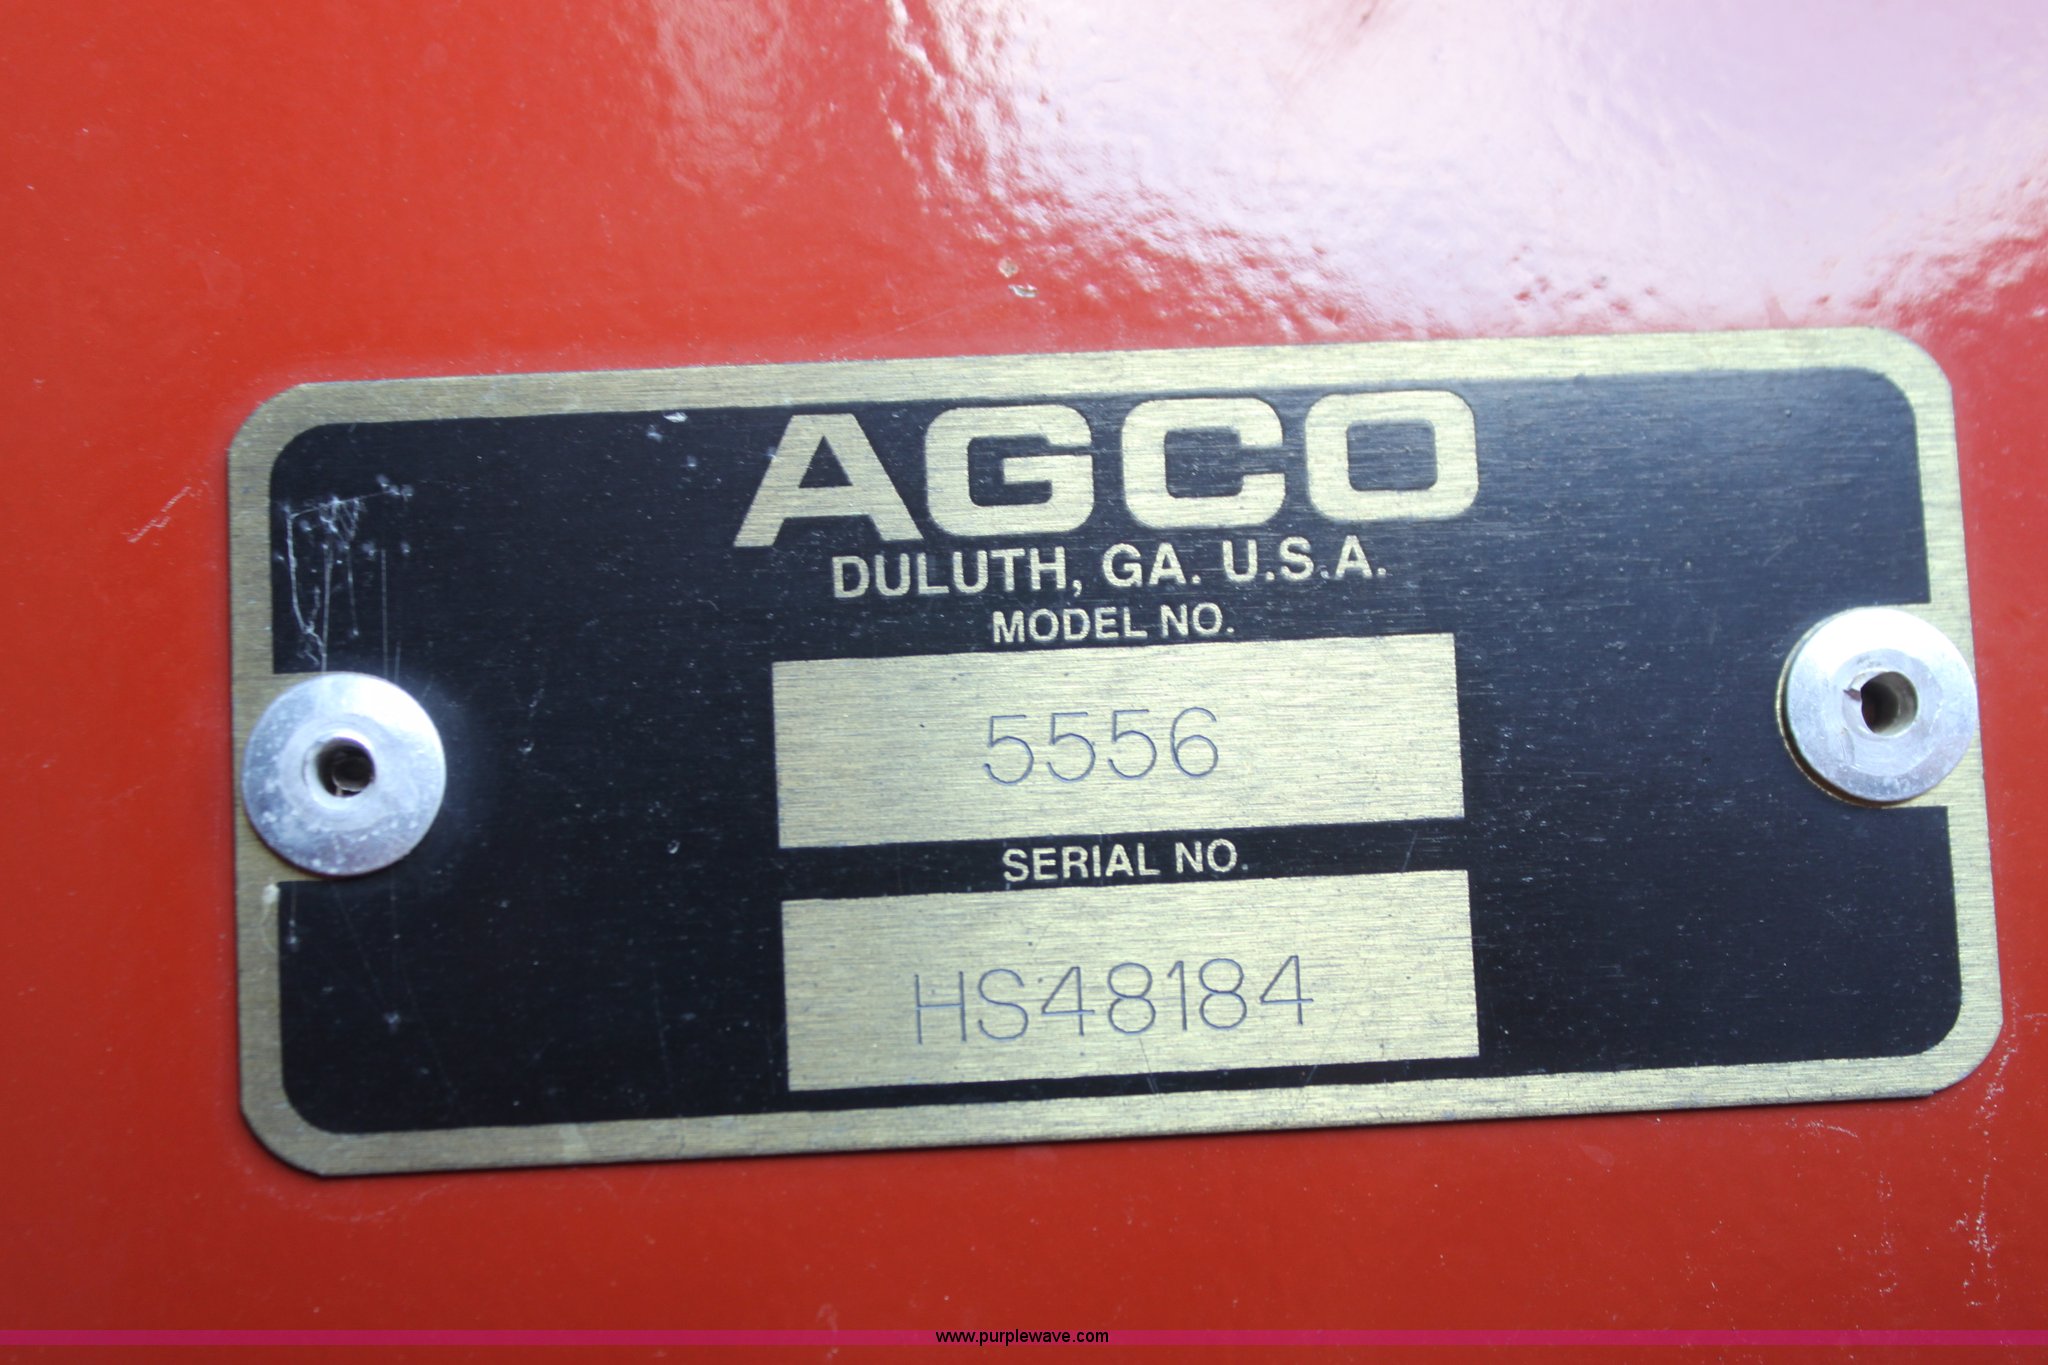 AGCO
DULUTH, GA. U.S.A.
MODEL NO.
5556
SERIAL NO.
HS48184
www.purplewave.com